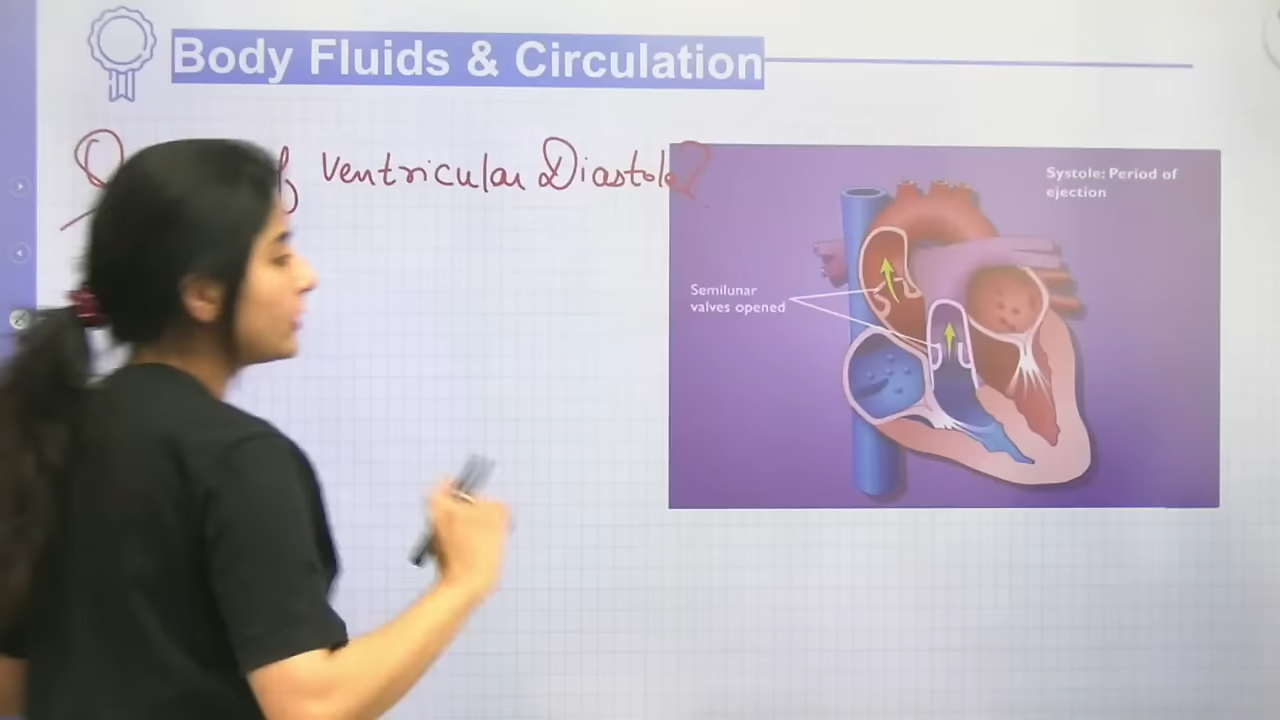 Body Fluids & Circulation
ventricular Diastole?
Systole: Period of
ejection
Semilunar
valves opened